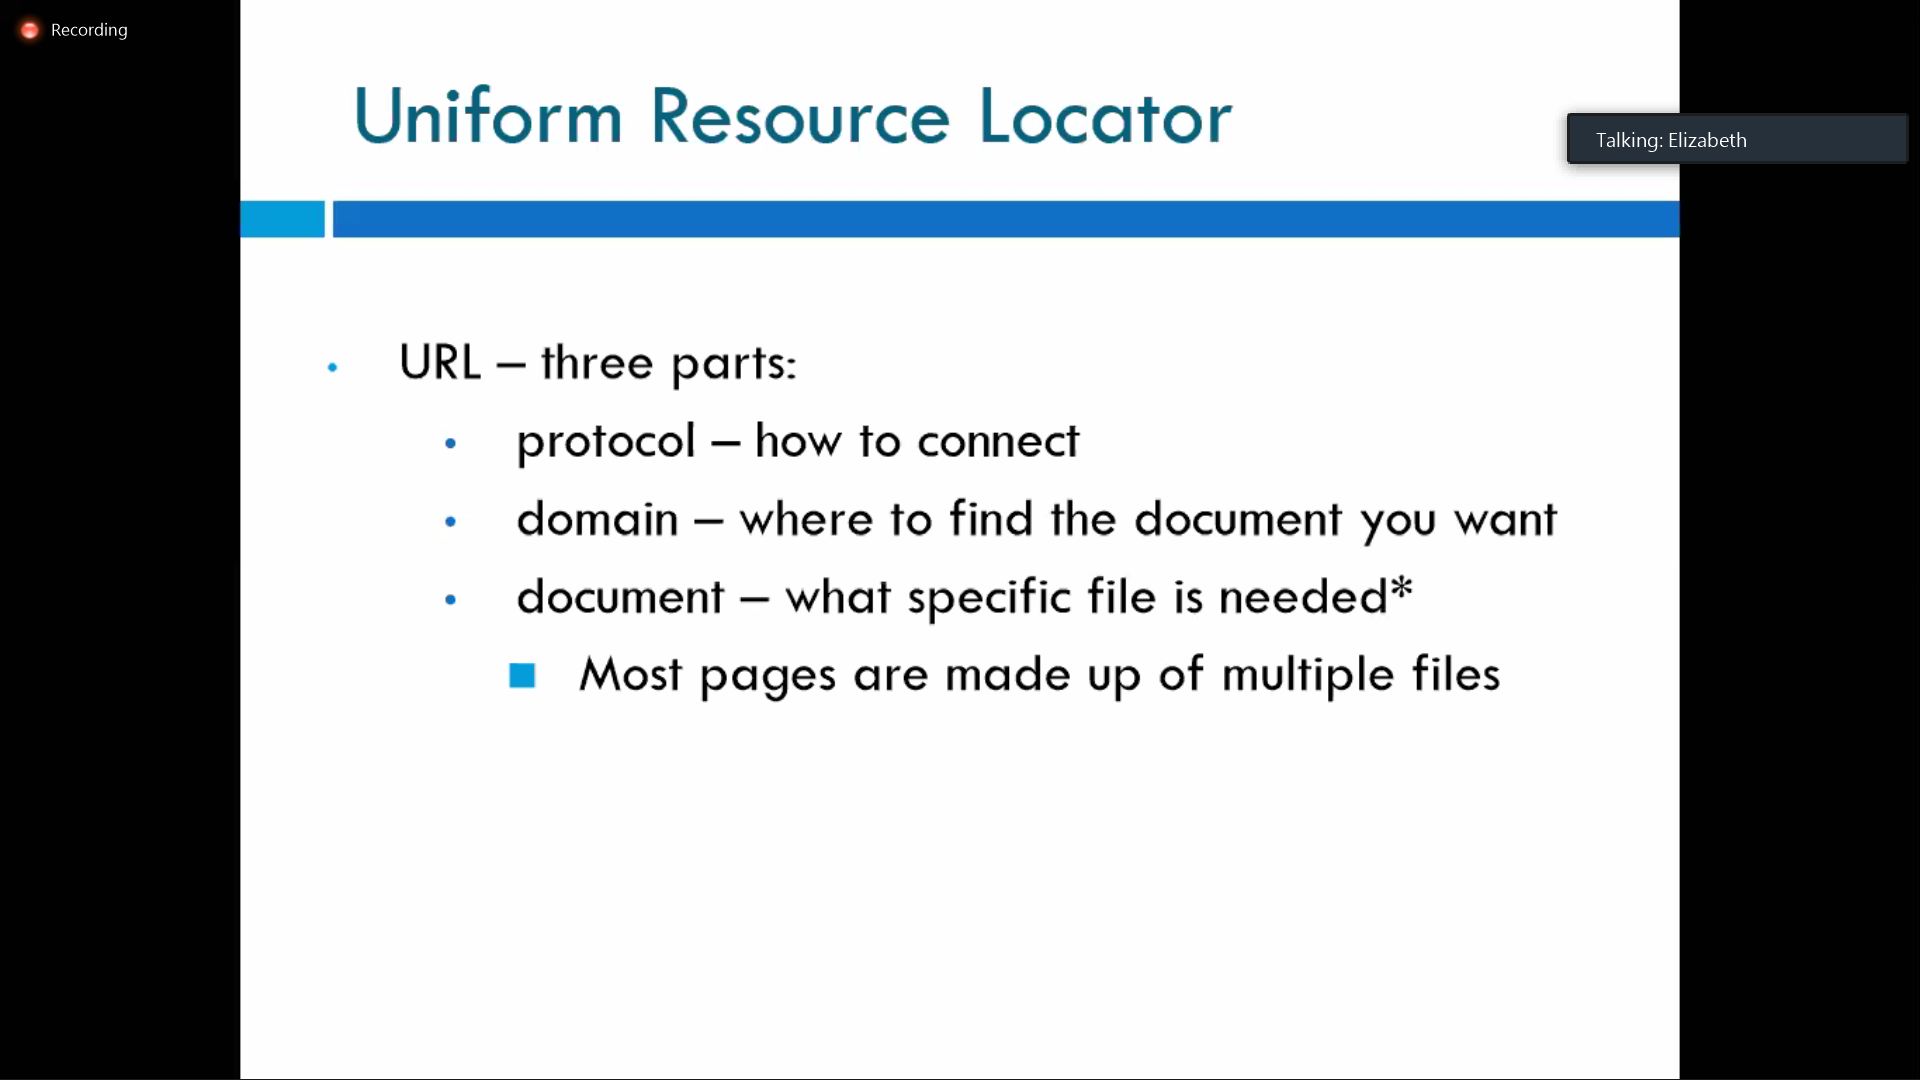 Recording
Uniform Resource Locator
Talking: Elizabeth
URL – three parts:
protocol – how to connect
domain – where to find the document you want
document – what specific file is needed*
Most pages are made up of multiple files